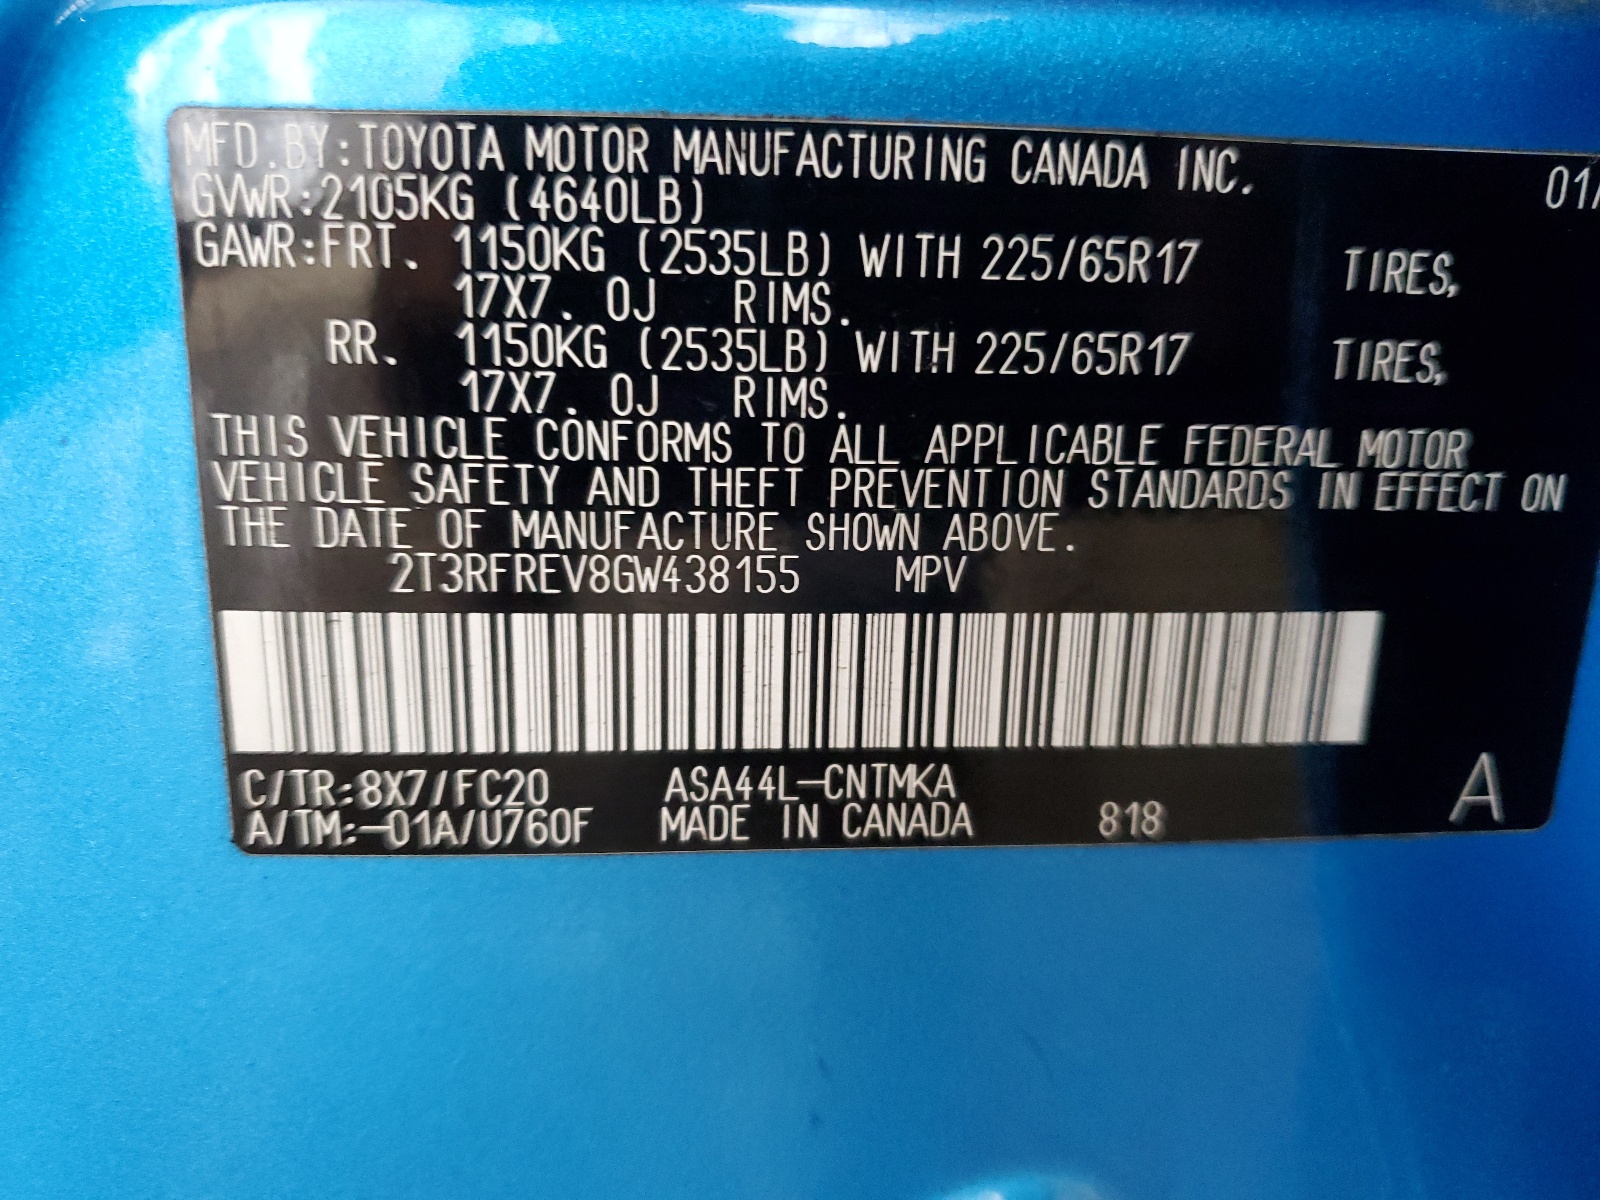 MFD.BY:TOYOTA MOTOR MANUFACTURING CANADA INC. 01/
GVWR:2105KG (4640LB)
GAWR:FRT. 1150KG (2535LB) WITH 225/65R17 TIRES,
17X7.0J RIMS.
RR. 1150KG (2535LB) WITH 225/65R17 TIRES,
17X7.0J RIMS.
THIS VEHICLE CONFORMS TO ALL APPLICABLE FEDERAL MOTOR
VEHICLE SAFETY AND THEFT PREVENTION STANDARDS IN EFFECT ON
THE DATE OF MANUFACTURE SHOWN ABOVE.
2T3RFREV8GW438155 MPV
C/TR:8X7/FC20 ASA44L-CNTMKA
A/TM:-01A/U760F MADE IN CANADA 818 A